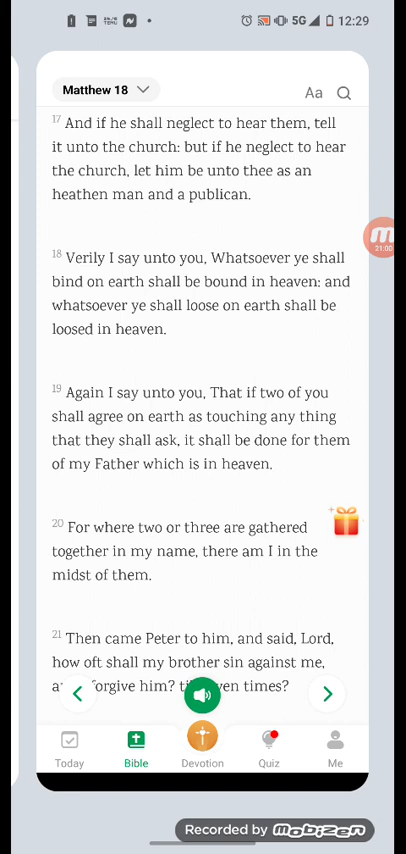 5G 12:29
Matthew 18
Aa
21:00
17 And if he shall neglect to hear them, tell
it unto the church: but if he neglect to hear
the church, let him be unto thee as an
heathen man and a publican.
18 Verily I say unto you, Whatsoever ye shall
bind on earth shall be bound in heaven: and
whatsoever ye shall loose on earth shall be
loosed in heaven.
19 Again I say unto you, That if two of you
shall agree on earth as touching any thing
that they shall ask, it shall be done for them
of my Father which is in heaven.
20 For where two or three are gathered
together in my name, there am I in the
midst of them.
21 Then came Peter to him, and said, Lord,
how oft shall my brother sin against me,
forgive him? times?
Today Bible Devotion Quiz Me
Recorded by mobizen